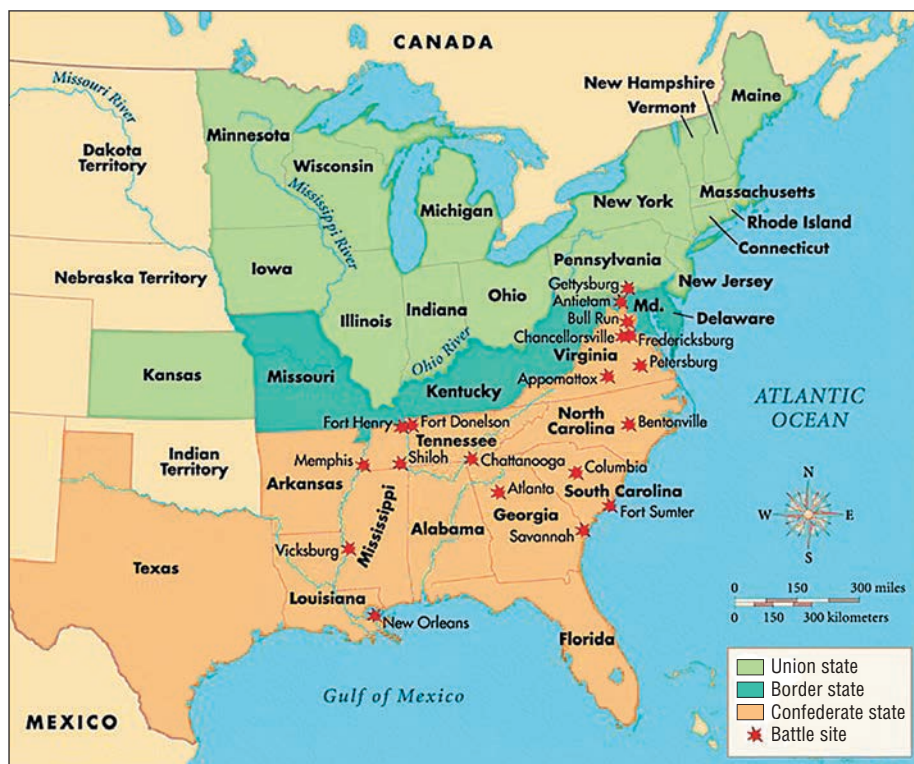 CANADA
Missouri River
Dakota
Territory
Minnesota
Wisconsin
Mississippi River
Michigan
New Hampshire
Vermont
Maine
New York
Massachusetts
Rhode Island
Connecticut
Nebraska Territory
Iowa
Illinois
Indiana
Ohio
Pennsylvania
New Jersey
Gettysburg
Antietam
Md.
Bull Run
Delaware
Chancellorsville
Fredericksburg
Virginia
Petersburg
Appomattox
Ohio River
Kansas
Missouri
Kentucky
ATLANTIC
OCEAN
Indian
Territory
Fort Henry
Fort Donelson
Tennessee
North
Carolina
Bentonville
Memphis
Shiloh
Chattanooga
Columbia
Arkansas
Atlanta
South Carolina
Fort Sumter
Mississippi
Alabama
Georgia
Savannah
Vicksburg
Texas
Louisiana
New Orleans
Florida
Gulf of Mexico
MEXICO
N
W E
S
0 150 300 miles
0 150 300 kilometers
Union state
Border state
Confederate state
Battle site